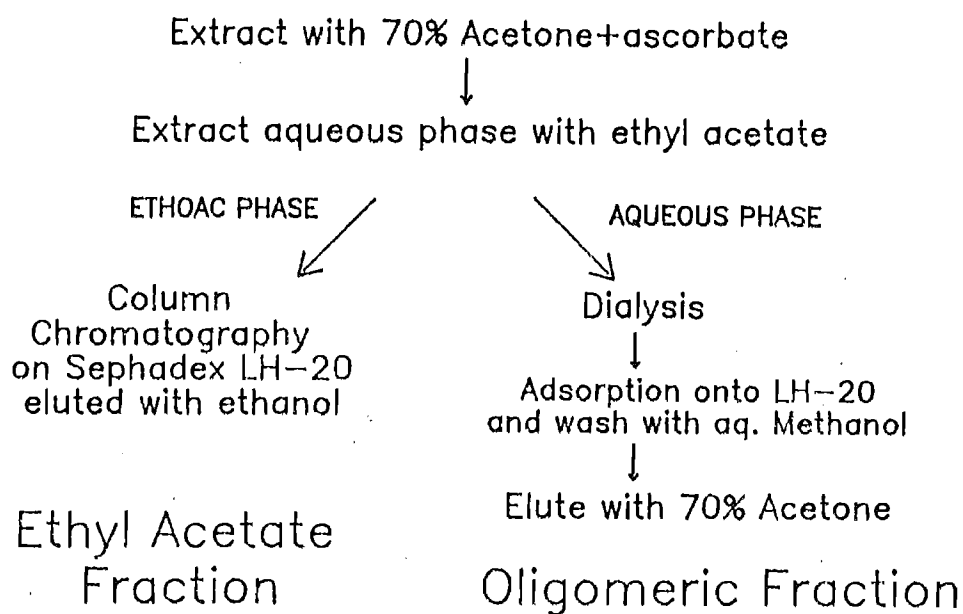 Extract with 70% Acetone+ascorbate
Extract aqueous phase with ethyl acetate
ETHOAC PHASE
AQUEOUS PHASE
Column
Chromatography
on Sephadex LH-20
eluted with ethanol
Dialysis
Adsorption onto LH-20
and wash with aq. Methanol
Elute with 70% Acetone
Ethyl Acetate
Fraction
Oligomeric Fraction